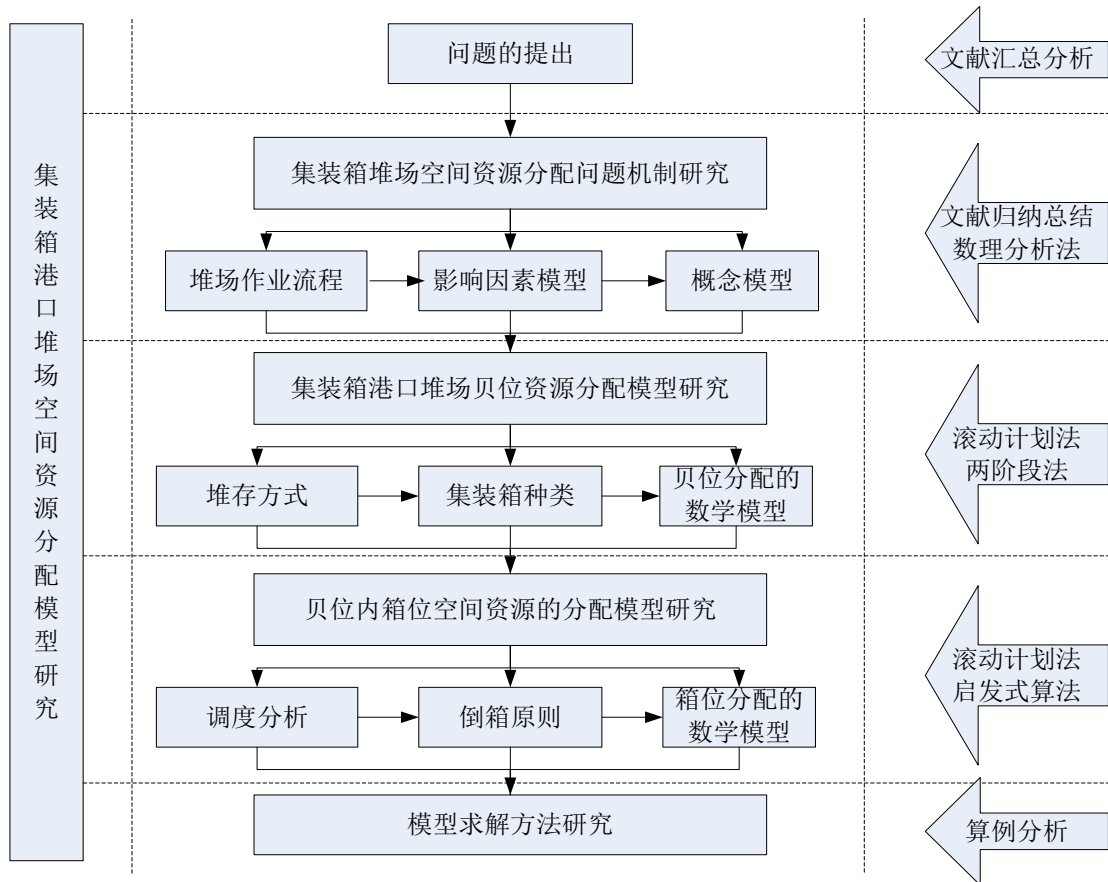 集装箱港口堆场空间资源分配模型研究
问题的提出
文献汇总分析
集装箱堆场空间资源分配问题机制研究
堆场作业流程
影响因素模型
概念模型
文献归纳总结
数理分析法
集装箱港口堆场贝位资源分配模型研究
堆存方式
集装箱种类
贝位分配的
数学模型
滚动计划法
两阶段法
贝位内箱位空间资源的分配模型研究
调度分析
倒箱原则
箱位分配的
数学模型
滚动计划法
启发式算法
模型求解方法研究
算例分析